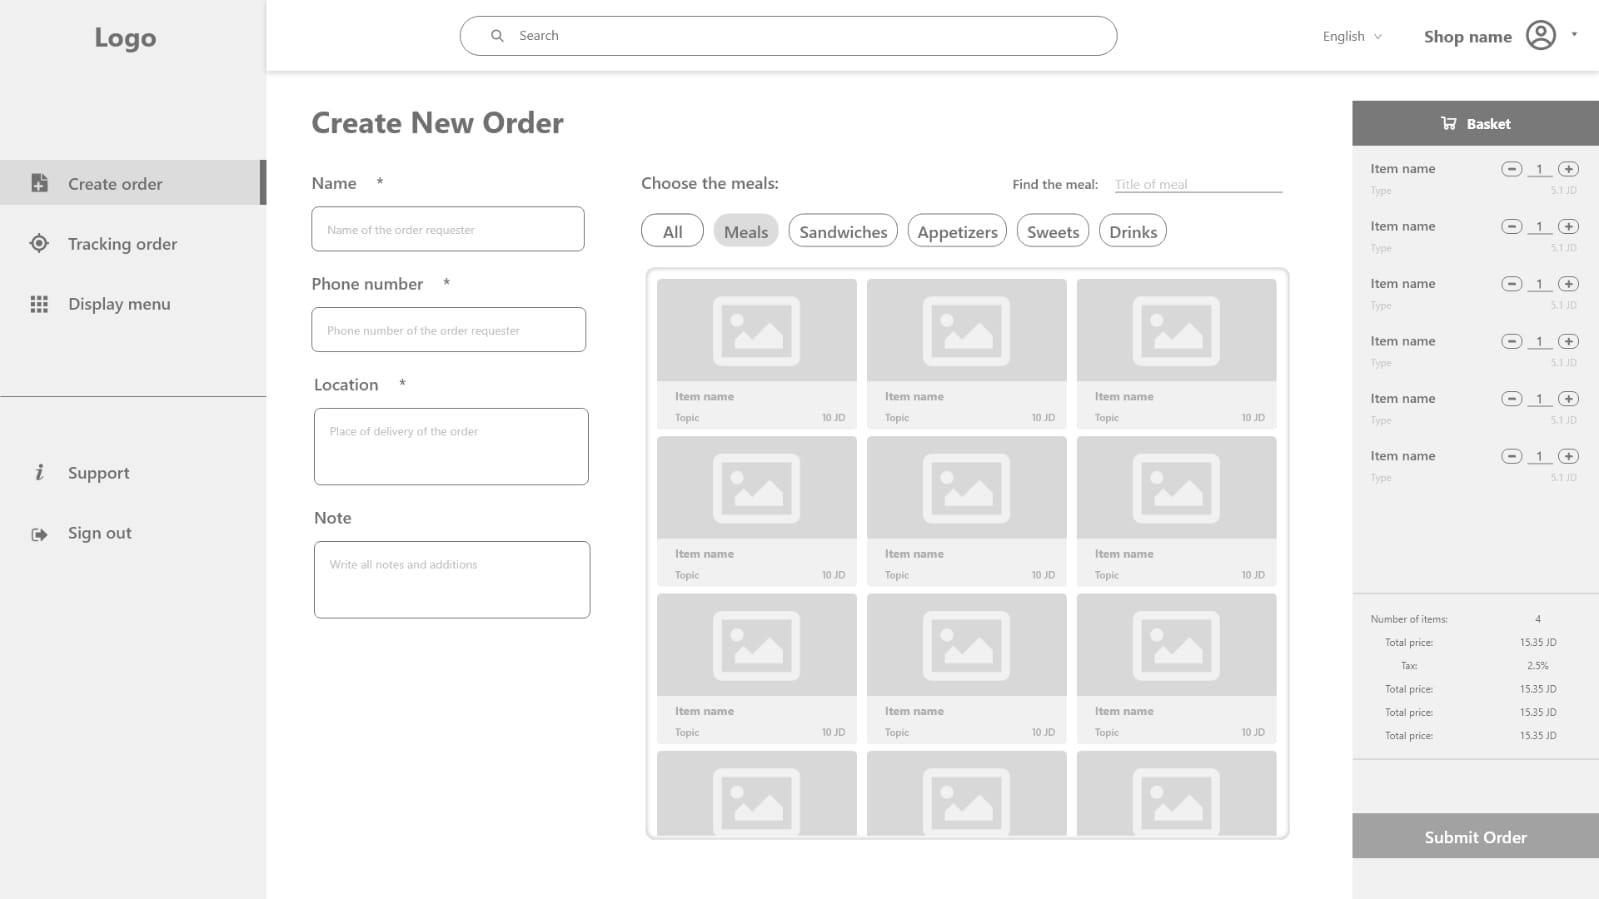 Logo
Search
English
Shop name
Create order
Tracking order
Display menu
Support
Sign out
Create New Order
Name *
Name of the order requester
Phone number *
Phone number of the order requester
Location *
Place of delivery of the order
Note
Write all notes and additions
Choose the meals:
Find the meal: Title of meal
All Meals Sandwiches Appetizers Sweets Drinks
Item name Item name Item name
Topic 10 JD Topic 10 JD Topic 10 JD
Item name Item name Item name
Topic 10 JD Topic 10 JD Topic 10 JD
Item name Item name Item name
Topic 10 JD Topic 10 JD Topic 10 JD
Basket
Item name 1
Type 5.1 JD
Item name 1
Type 5.1 JD
Item name 1
Type 5.1 JD
Item name 1
Type 5.1 JD
Item name 1
Type 5.1 JD
Item name 1
Type 5.1 JD
Number of items: 4
Total price: 15.35 JD
Tax: 2.5%
Total price: 15.35 JD
Total price: 15.35 JD
Total price: 15.35 JD
Submit Order